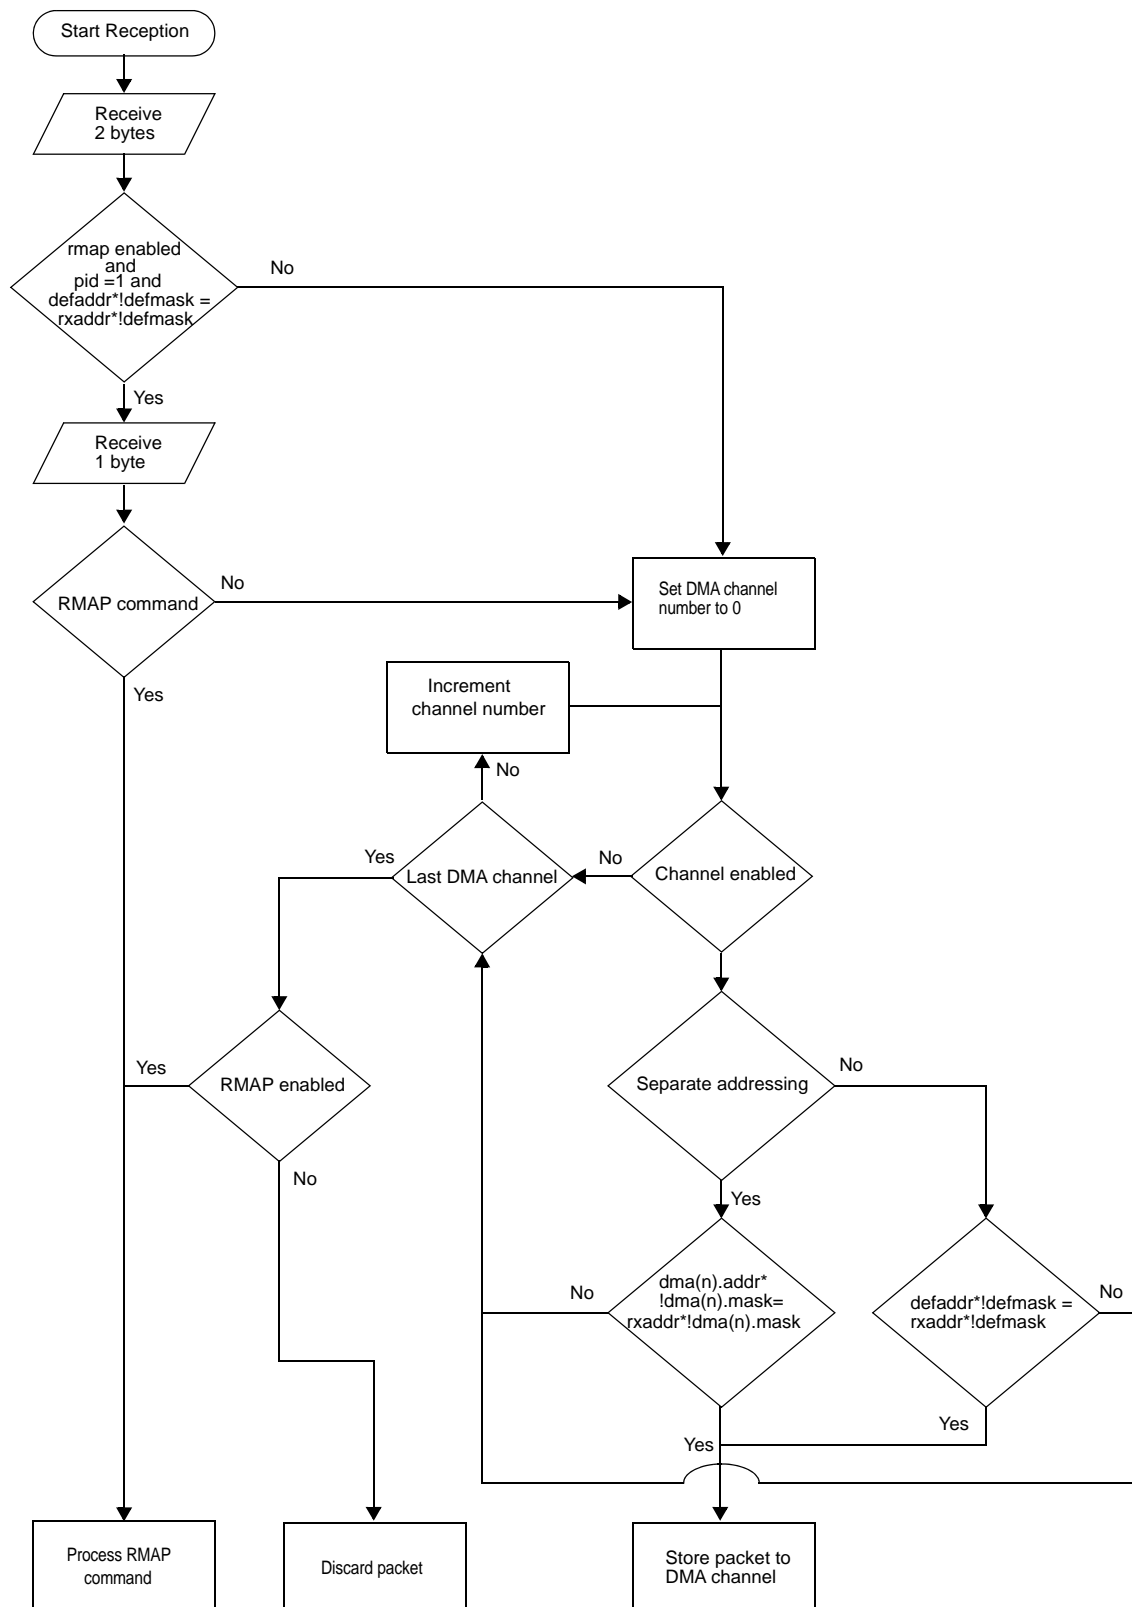 Start Reception
Receive
2 bytes
rmap enabled
and
pid =1 and
defaddr*!defmask =
rxaddr*!defmask
No
Yes
Receive
1 byte
RMAP command
No
Set DMA channel
number to 0
Yes
Increment
channel number
No
Yes
Last DMA channel
No
Channel enabled
Yes
RMAP enabled
Separate addressing
No
No
Yes
No
dma(n).addr*
!dma(n).mask=
rxaddr*!dma(n).mask
defaddr*!defmask =
rxaddr*!defmask
No
Yes
Yes
Process RMAP
command
Discard packet
Store packet to
DMA channel